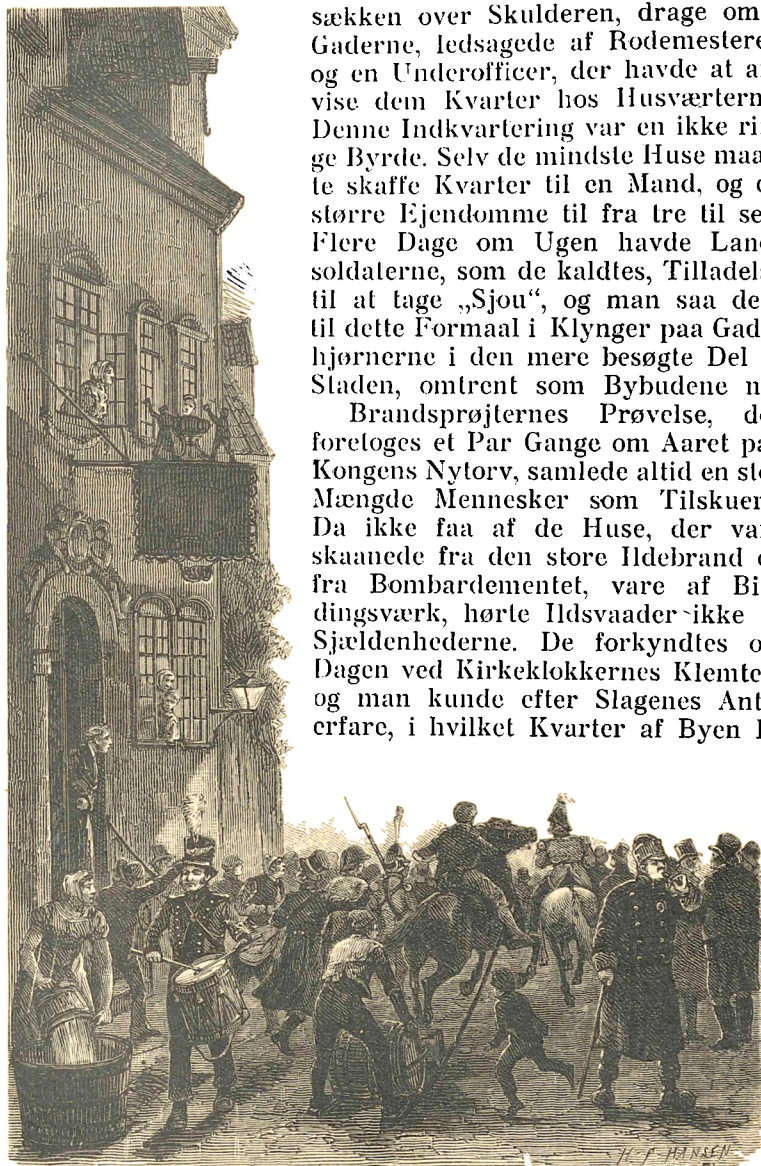 sækken over Skulderen, drage om
Gaderne, ledsagede af Rodemestere
og en Underofficer, der havde at a
vise dem Kvarter hos Husværtern
Denne Indkvartering var en ikke ri
ge Byrde. Selv de mindste Huse maa
te skaffe Kvarter til en Mand, og
større Ejendomme til fra tre til se
Flere Dage om Ugen havde Lan
soldaterne, som de kaldtes, Tilladel
til at tage „Sjou“, og man saa de
til dette Formaal i Klynger paa Gad
hjørnerne i den mere besøgte Del
Staden, omtrent som Bybudene n
Brandsprøjternes Prøvelse, d
foretoges et Par Gange om Aaret p
Kongens Nytorv, samlede altid en st
Mængde Mennesker som Tilskuer
Da ikke faa af de Huse, der va
skaanede fra den store Ildebrand
fra Bombardementet, vare af Bi
dingsværk, hørte Ildsvaader ikke
Sjældenhederne. De forkyndtes o
Dagen ved Kirkeklokkernes Klemte
og man kunde efter Slagenes Ant
erfare, i hvilket Kvarter af Byen I
H. P. HANSEN